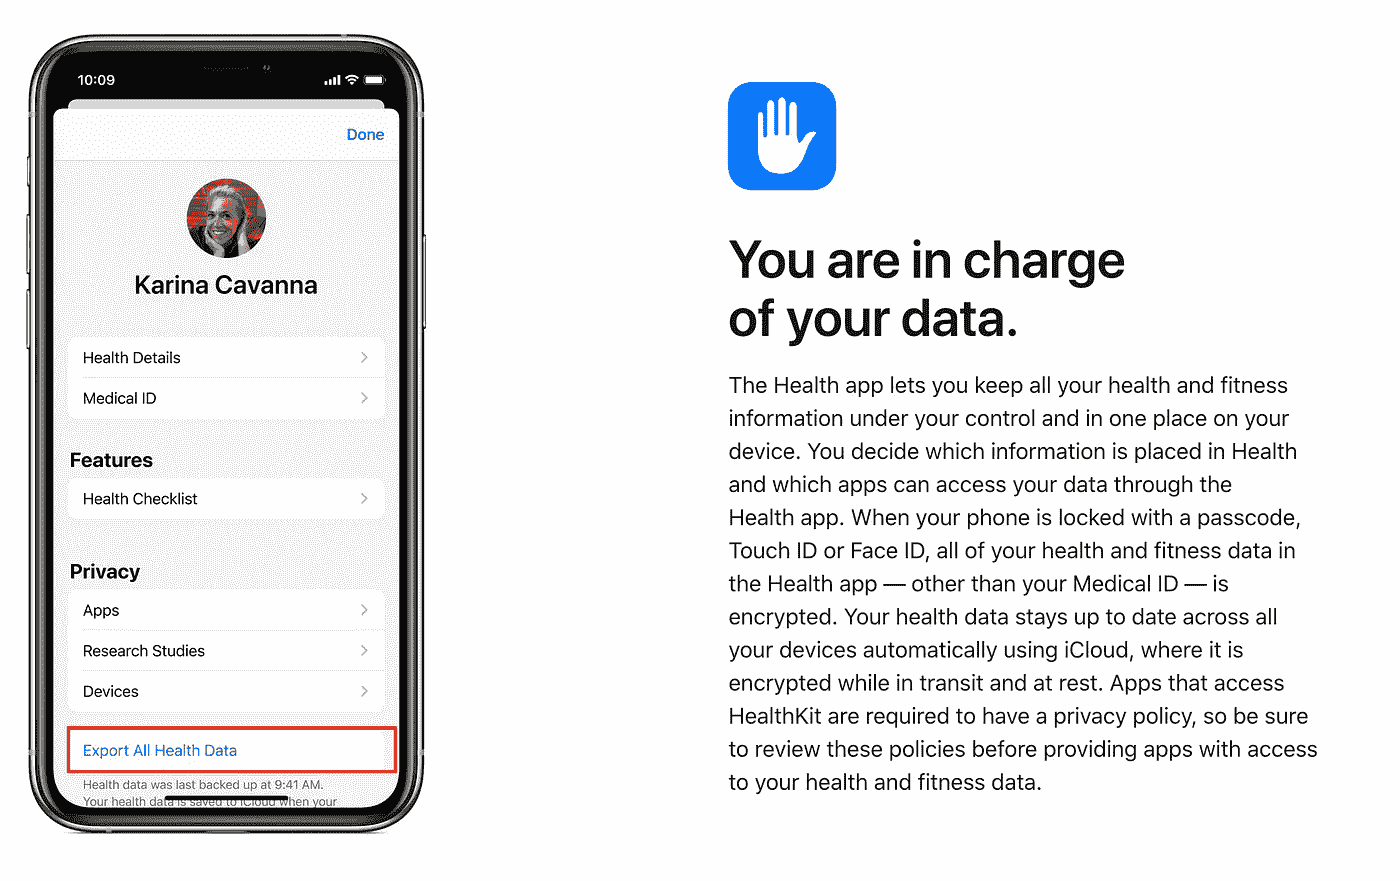 10:09
Done
Karina Cavanna
Health Details
Medical ID
Features
Health Checklist
Privacy
Apps
Research Studies
Devices
Export All Health Data
Health data was last backed up at 9:41 AM.
Your health data is saved to iCloud when your
You are in charge
of your data.
The Health app lets you keep all your health and fitness
information under your control and in one place on your
device. You decide which information is placed in Health
and which apps can access your data through the
Health app. When your phone is locked with a passcode,
Touch ID or Face ID, all of your health and fitness data in
the Health app — other than your Medical ID — is
encrypted. Your health data stays up to date across all
your devices automatically using iCloud, where it is
encrypted while in transit and at rest. Apps that access
HealthKit are required to have a privacy policy, so be sure
to review these policies before providing apps with access
to your health and fitness data.